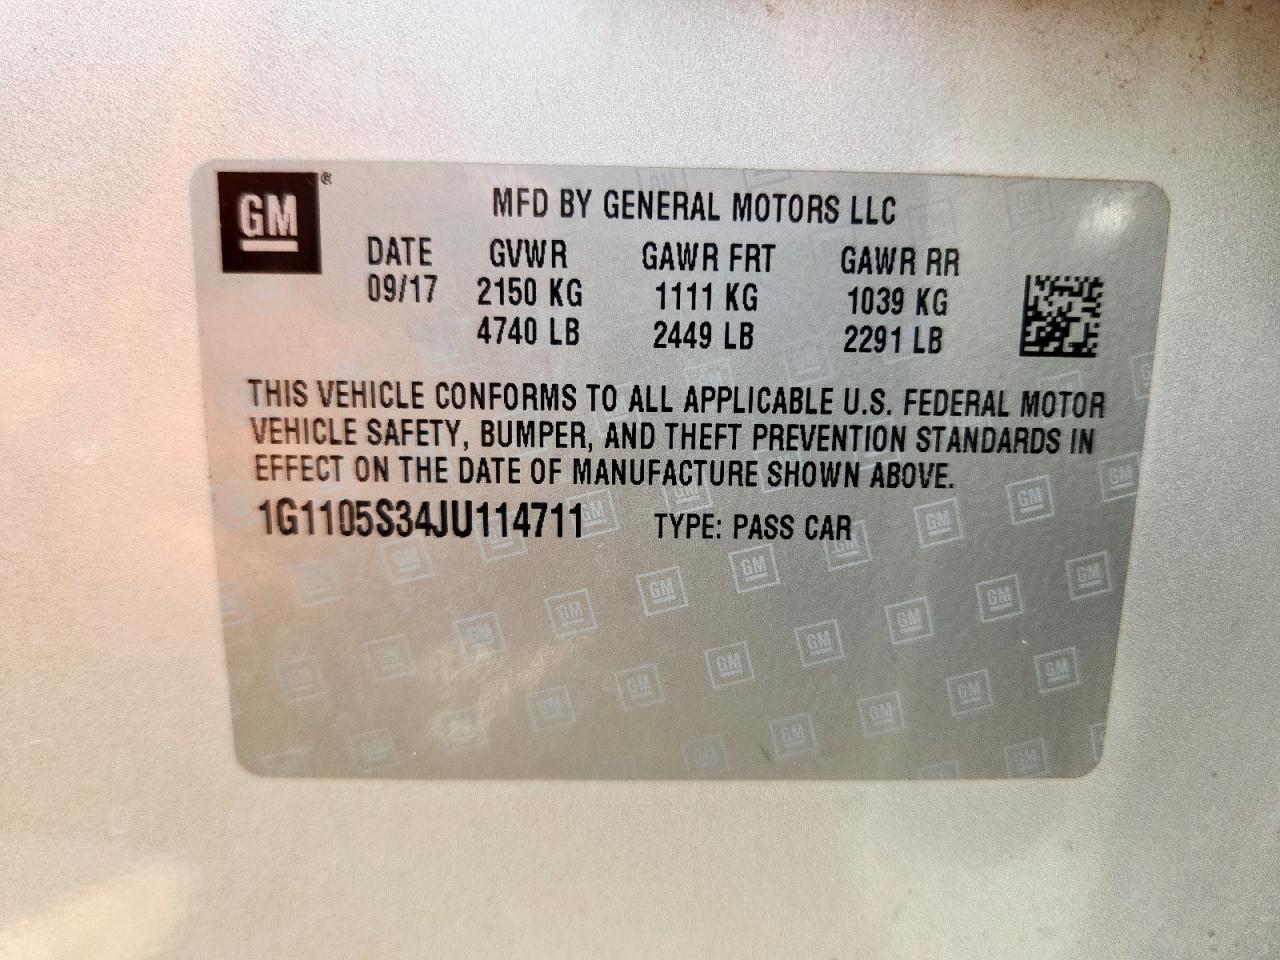 GM ®
MFD BY GENERAL MOTORS LLC
DATE GVWR GAWR FRT GAWR RR
09/17 2150 KG 1111 KG 1039 KG
4740 LB 2449 LB 2291 LB
THIS VEHICLE CONFORMS TO ALL APPLICABLE U.S. FEDERAL MOTOR
VEHICLE SAFETY, BUMPER, AND THEFT PREVENTION STANDARDS IN
EFFECT ON THE DATE OF MANUFACTURE SHOWN ABOVE.
1G1105S34JU114711 TYPE: PASS CAR